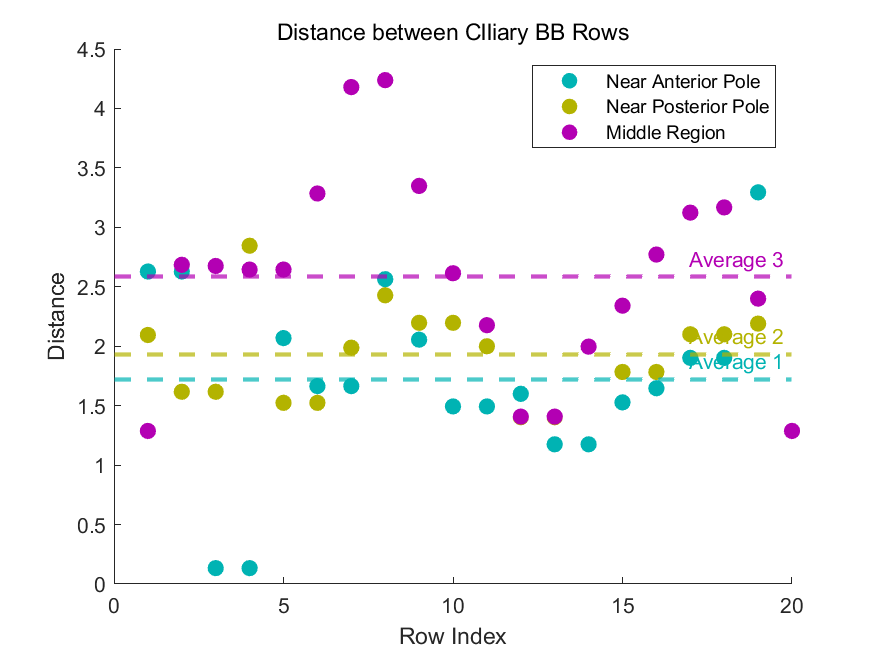 Distance between CIliary BB Rows
4.5
4
3.5
3
2.5
2
1.5
1
0.5
0
Distance
Near Anterior Pole
Near Posterior Pole
Middle Region
Average 3
Average 2
Average 1
0
5
10
15
20
Row Index